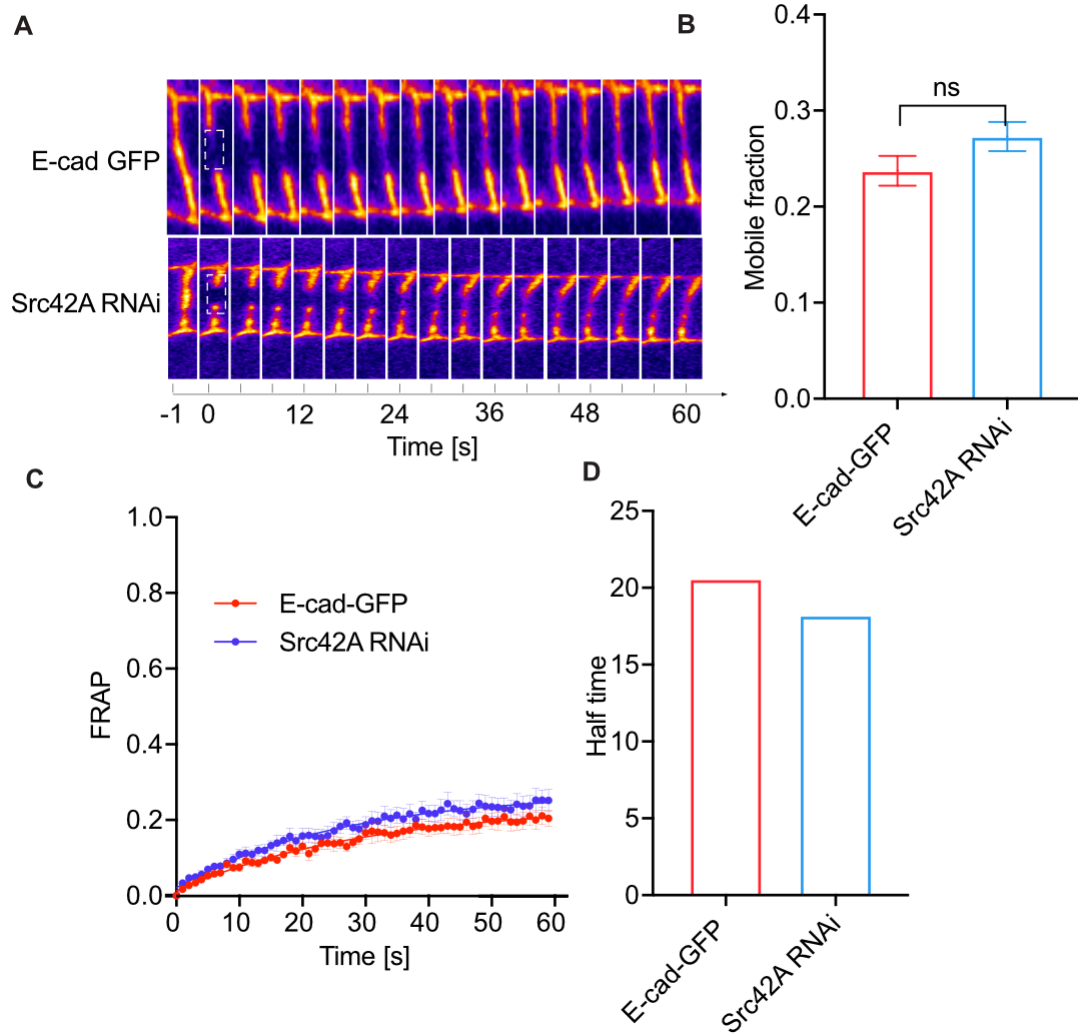 A
E-cad GFP
Src42A RNAi
-1 0 12 24 36 48 60
Time [s]
B
Mobile fraction
0.4
0.3
0.2
0.1
0.0
ns
E-cad-GFP
Src42A RNAi
C
FRAP
1.0
0.8
0.6
0.4
0.2
0.0
E-cad-GFP
Src42A RNAi
0 10 20 30 40 50 60
Time [s]
D
Half time
25
20
15
10
5
0
E-cad-GFP
Src42A RNAi